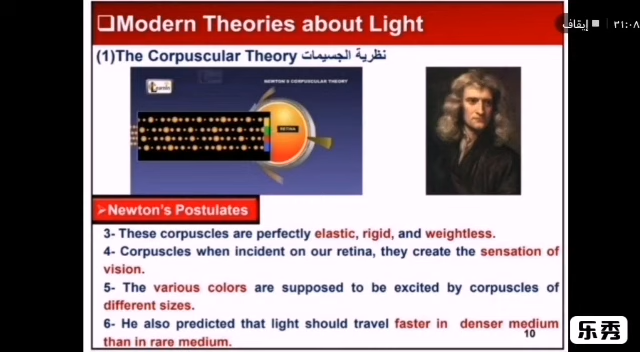 ❑Modern Theories about Light
إيقاف ٣١:٠٨
(1)The Corpuscular Theory نظرية الجسيمات
NEWTON'S CORPUSCULAR THEORY
RETINA
➢Newton's Postulates
3- These corpuscles are perfectly elastic, rigid, and weightless.
4- Corpuscles when incident on our retina, they create the sensation of
vision.
5- The various colors are supposed to be excited by corpuscles of
different sizes.
6- He also predicted that light should travel faster in denser medium
than in rare medium.
10
乐秀